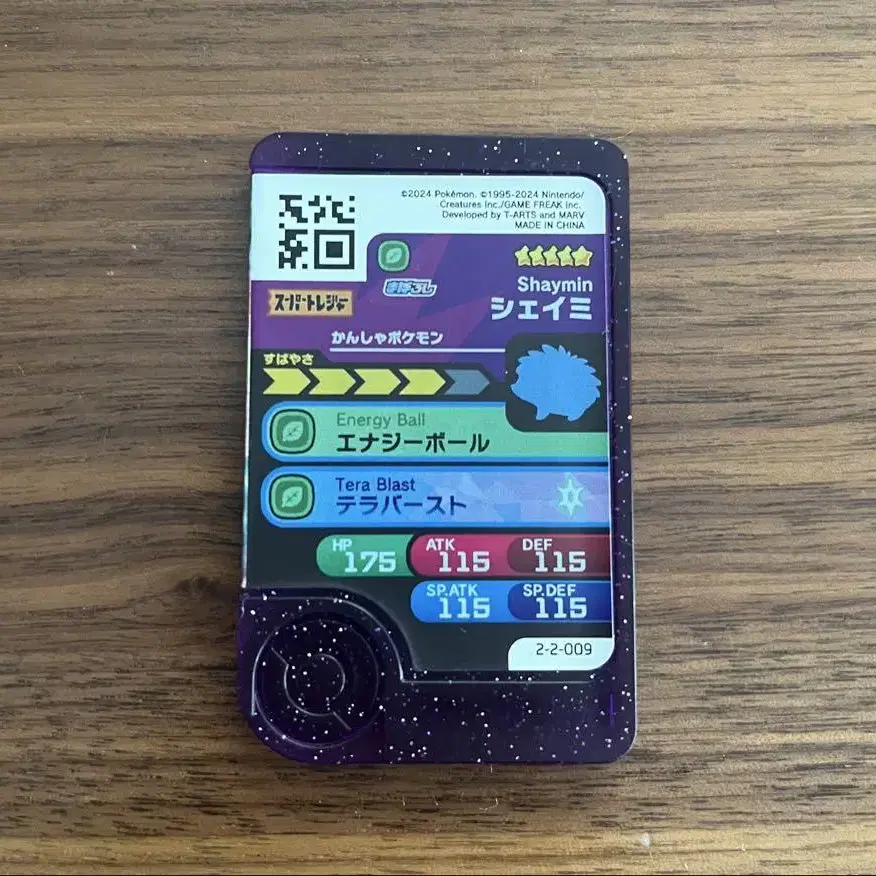 ©2024 Pokémon. ©1995-2024 Nintendo/
Creatures Inc./GAME FREAK inc.
Developed by T-ARTS and MARV
MADE IN CHINA
Shaymin
まぼろし
シェイミ
スーパートレジャー
かんしゃポケモン
すばやさ
Energy Ball
エナジーボール
Tera Blast
テラバースト
HP 175
ATK 115
DEF 115
SP.ATK 115
SP.DEF 115
2-2-009